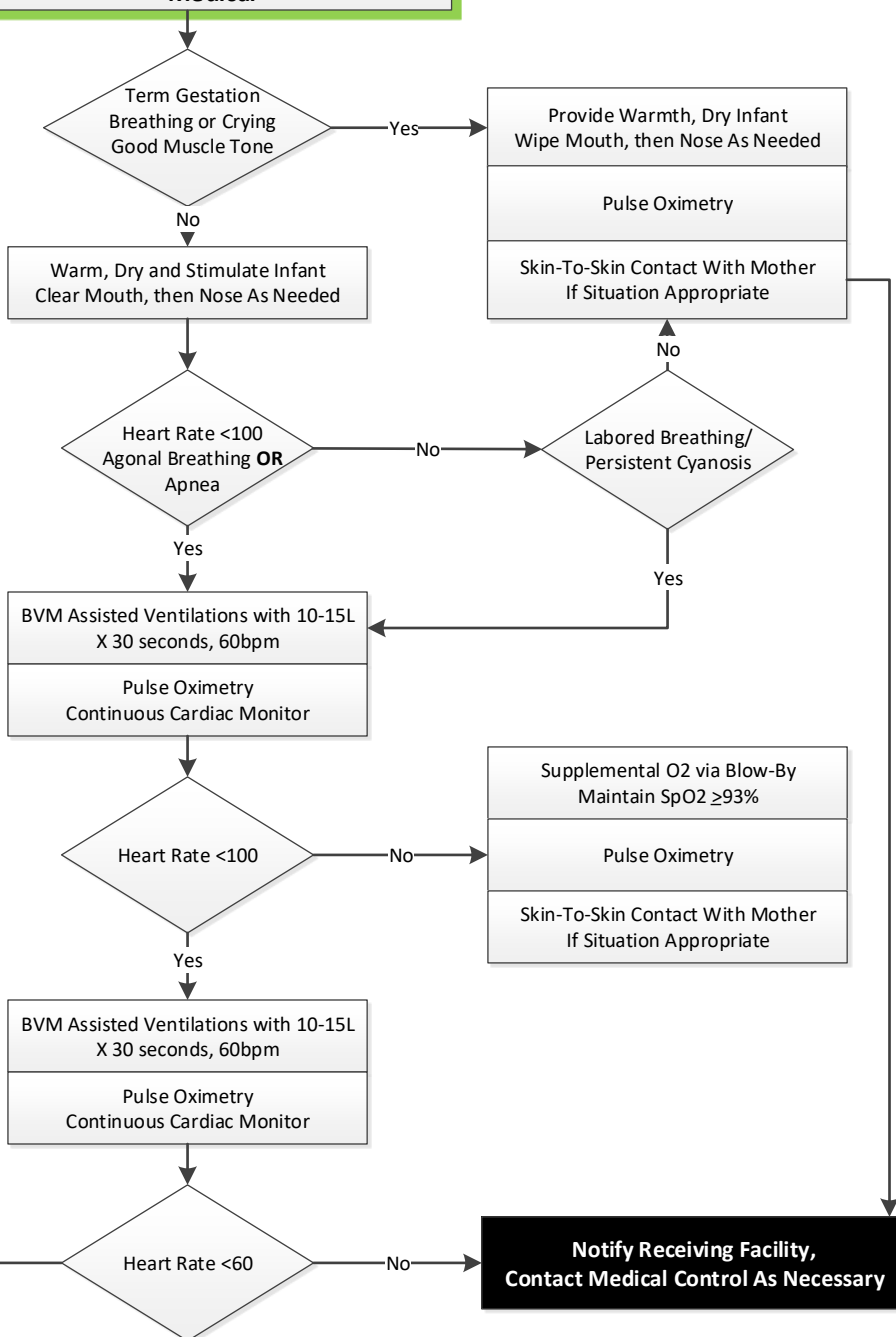 Term Gestation
Breathing or Crying
Good Muscle Tone
Yes
Provide Warmth, Dry Infant
Wipe Mouth, then Nose As Needed
Pulse Oximetry
Skin-To-Skin Contact With Mother
If Situation Appropriate
No
Warm, Dry and Stimulate Infant
Clear Mouth, then Nose As Needed
No
Heart Rate <100
Agonal Breathing OR
Apnea
No
Labored Breathing/
Persistent Cyanosis
Yes
Yes
BVM Assisted Ventilations with 10-15L
X 30 seconds, 60bpm
Pulse Oximetry
Continuous Cardiac Monitor
Heart Rate <100
No
Supplemental O2 via Blow-By
Maintain SpO2 ≥93%
Pulse Oximetry
Skin-To-Skin Contact With Mother
If Situation Appropriate
Yes
BVM Assisted Ventilations with 10-15L
X 30 seconds, 60bpm
Pulse Oximetry
Continuous Cardiac Monitor
Heart Rate <60
No
Notify Receiving Facility,
Contact Medical Control As Necessary